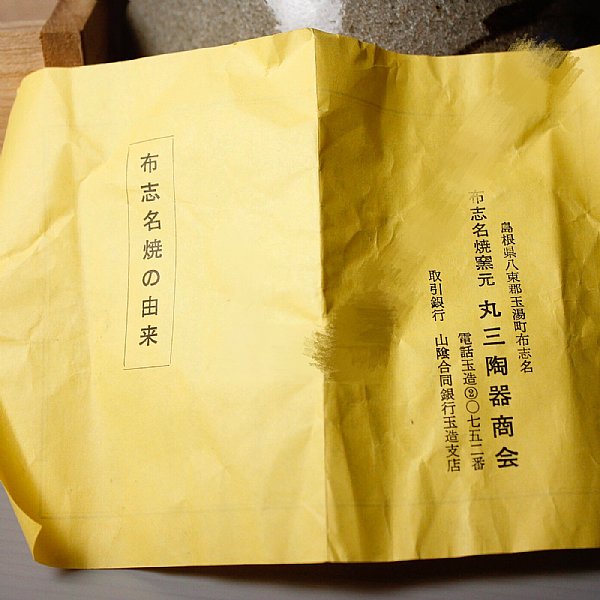 島根県八束郡玉湯町布志名
布志名焼窯元 丸三陶器商会
電話玉造②〇七五二番
取引銀行 山陰合同銀行玉造支店
布志名焼の由来